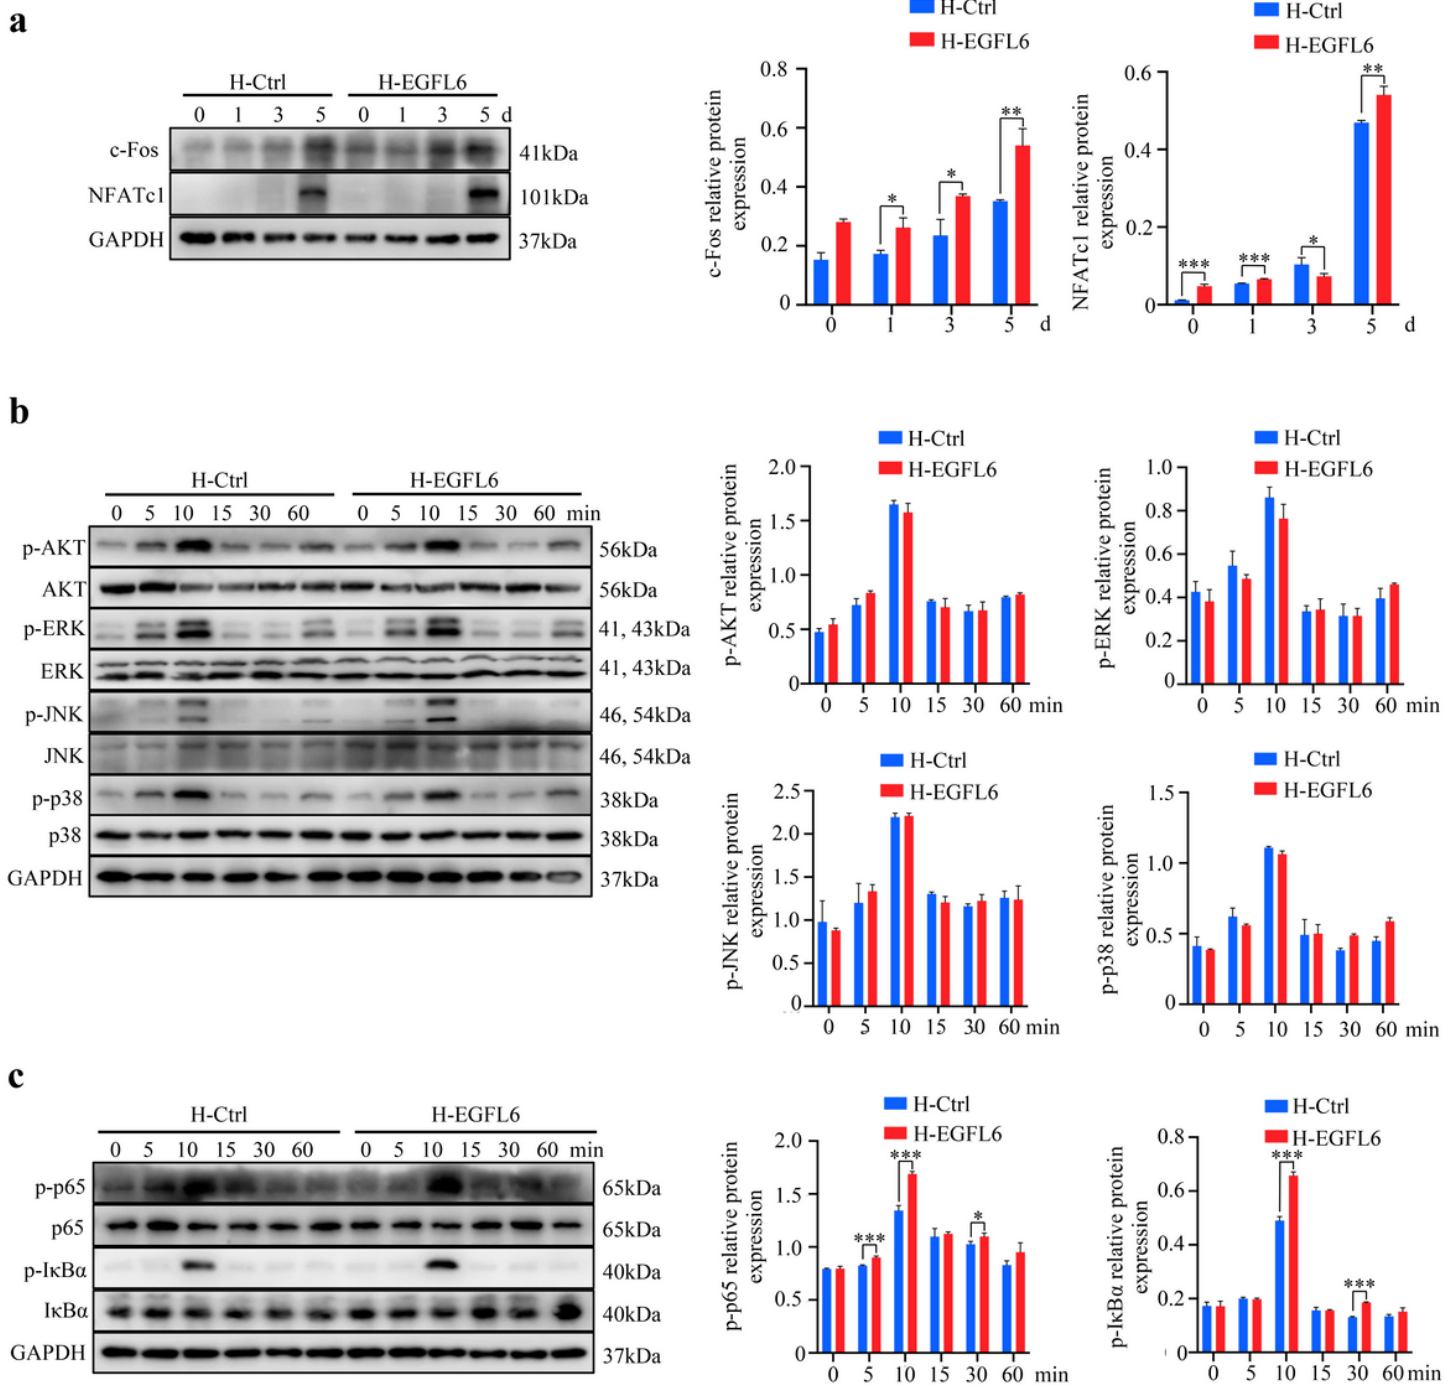 a
H-Ctrl H-EGFL6
0 1 3 5 0 1 3 5 d
c-Fos 41kDa
NFATc1 101kDa
GAPDH 37kDa
H-Ctrl
H-EGFL6
c-Fos relative protein
expression
0.8
0.6
0.4
0.2
0
* * **
0 1 3 5 d
H-Ctrl
H-EGFL6
NFATc1 relative protein
expression
0.6
0.4
0.2
0
*** *** * **
0 1 3 5 d
b
H-Ctrl H-EGFL6
0 5 10 15 30 60 0 5 10 15 30 60 min
p-AKT 56kDa
AKT 56kDa
p-ERK 41, 43kDa
ERK 41, 43kDa
p-JNK 46, 54kDa
JNK 46, 54kDa
p-p38 38kDa
p38 38kDa
GAPDH 37kDa
H-Ctrl
H-EGFL6
p-AKT relative protein
expression
2.0
1.5
1.0
0.5
0
0 5 10 15 30 60 min
H-Ctrl
H-EGFL6
p-ERK relative protein
expression
1.0
0.8
0.6
0.4
0.2
0
0 5 10 15 30 60 min
H-Ctrl
H-EGFL6
p-JNK relative protein
expression
2.5
2.0
1.5
1.0
0.5
0
0 5 10 15 30 60 min
H-Ctrl
H-EGFL6
p-p38 relative protein
expression
1.5
1.0
0.5
0
0 5 10 15 30 60 min
c
H-Ctrl H-EGFL6
0 5 10 15 30 60 0 5 10 15 30 60 min
p-p65 65kDa
p65 65kDa
p-IκBα 40kDa
IκBα 40kDa
GAPDH 37kDa
H-Ctrl
H-EGFL6
p-p65 relative protein
expression
2.0
1.5
1.0
0.5
0
*** *** *
0 5 10 15 30 60 min
H-Ctrl
H-EGFL6
p-IκBα relative protein
expression
0.8
0.6
0.4
0.2
0
*** ***
0 5 10 15 30 60 min